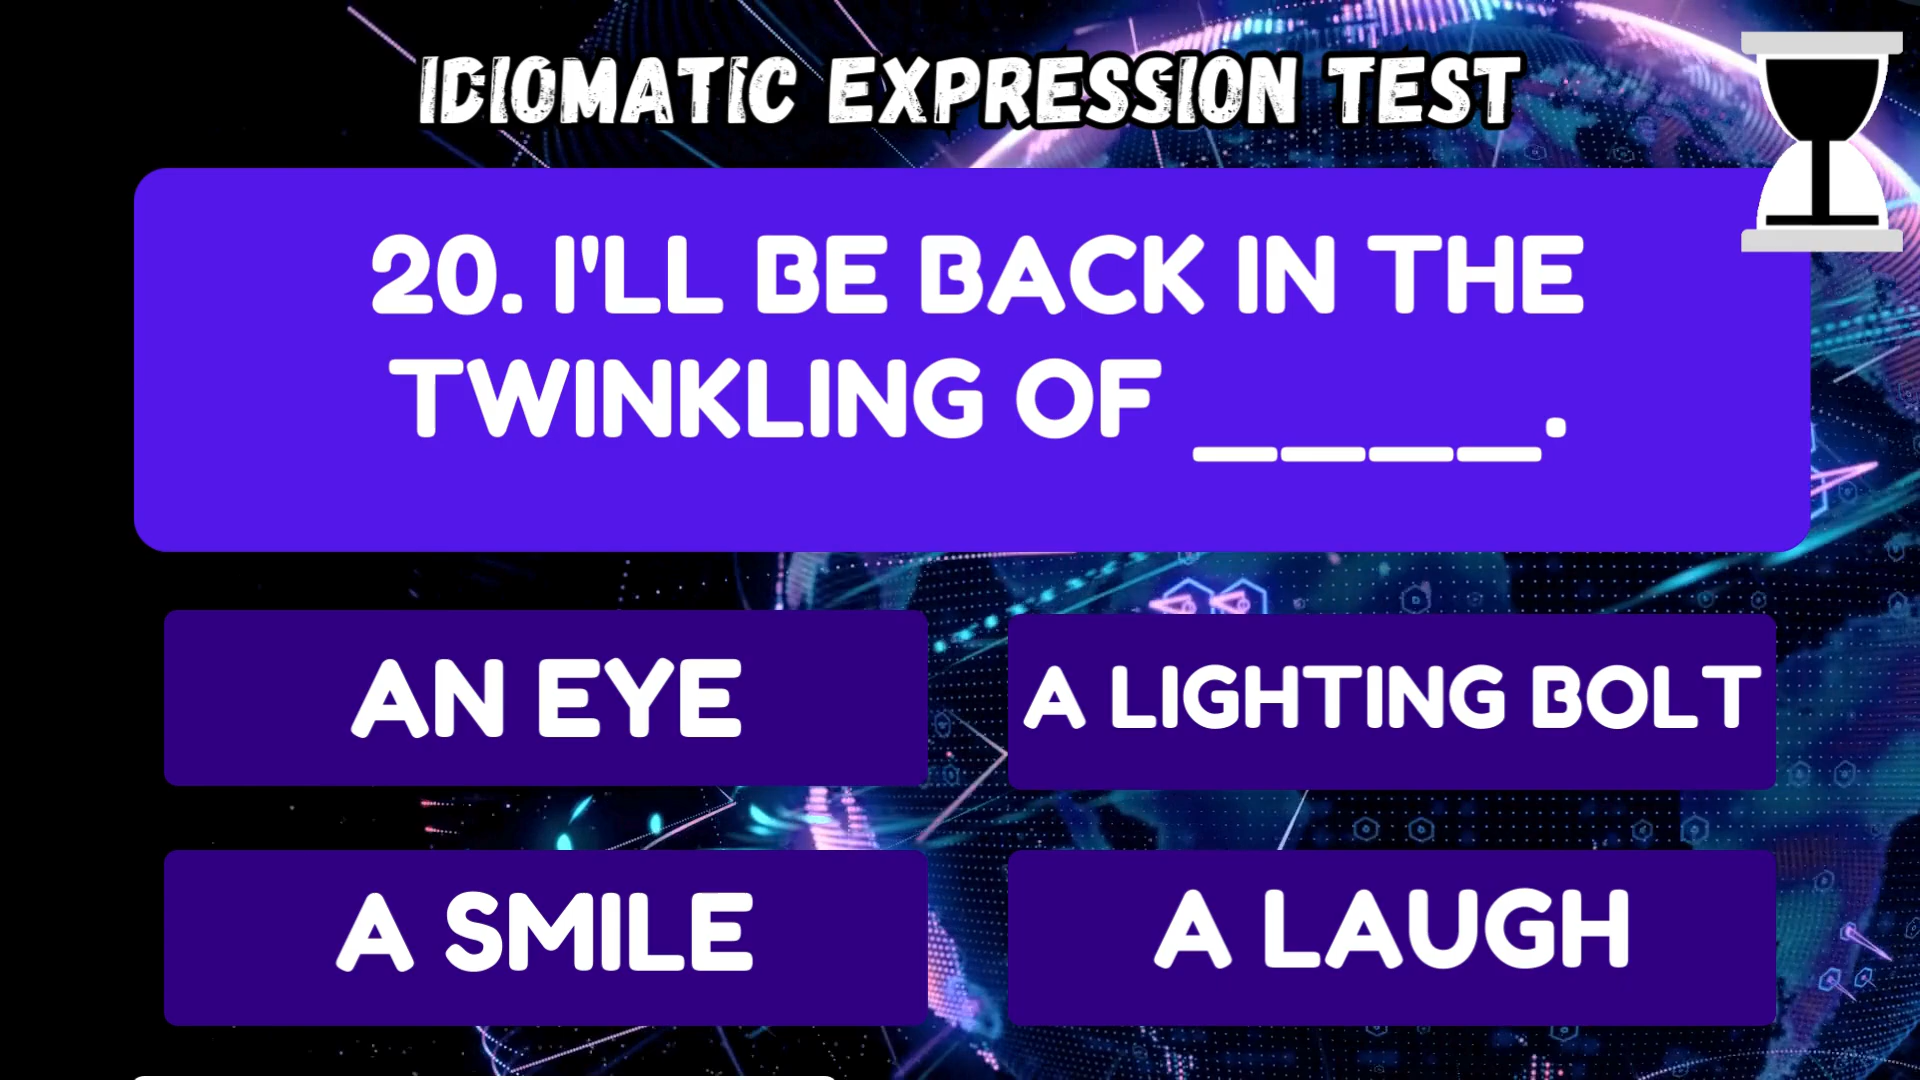 IDIOMATIC EXPRESSION TEST
20. I'LL BE BACK IN THE
TWINKLING OF ____.
AN EYE
A LIGHTING BOLT
A SMILE
A LAUGH